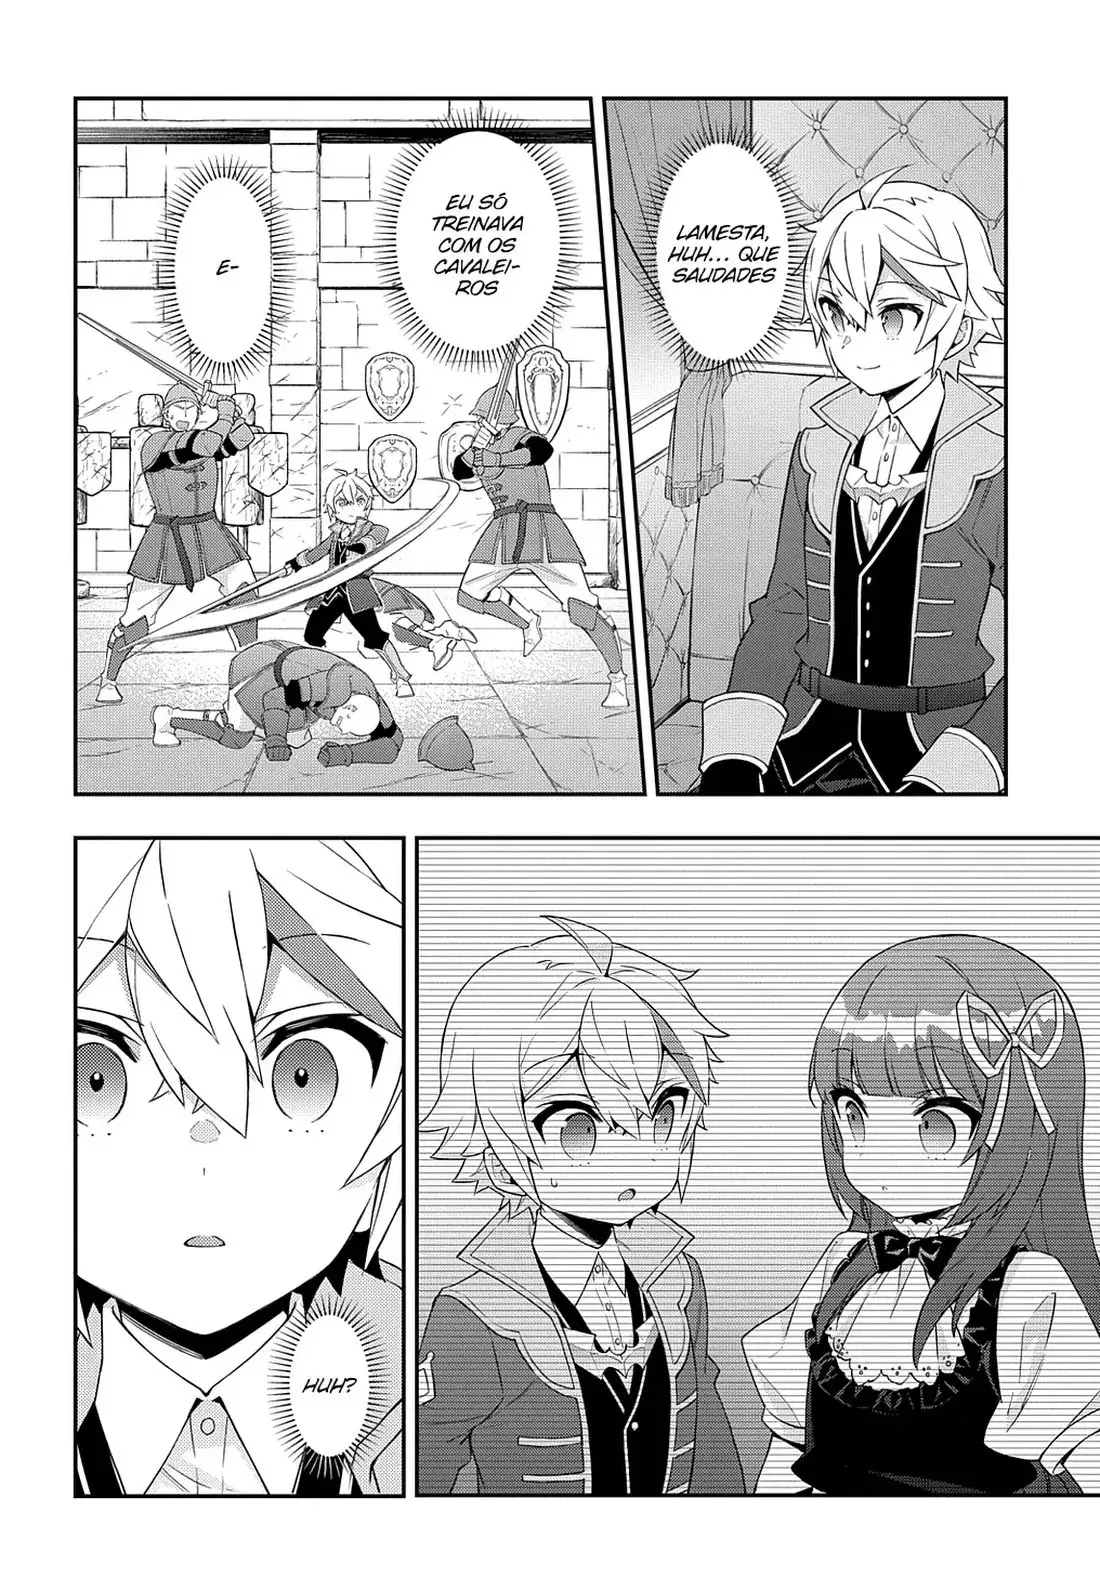 LAMESTA,
HUH... QUE
SAUDADES
EU SÓ
TREINAVA
COM OS
CAVALEI-
ROS
E-
HUH?